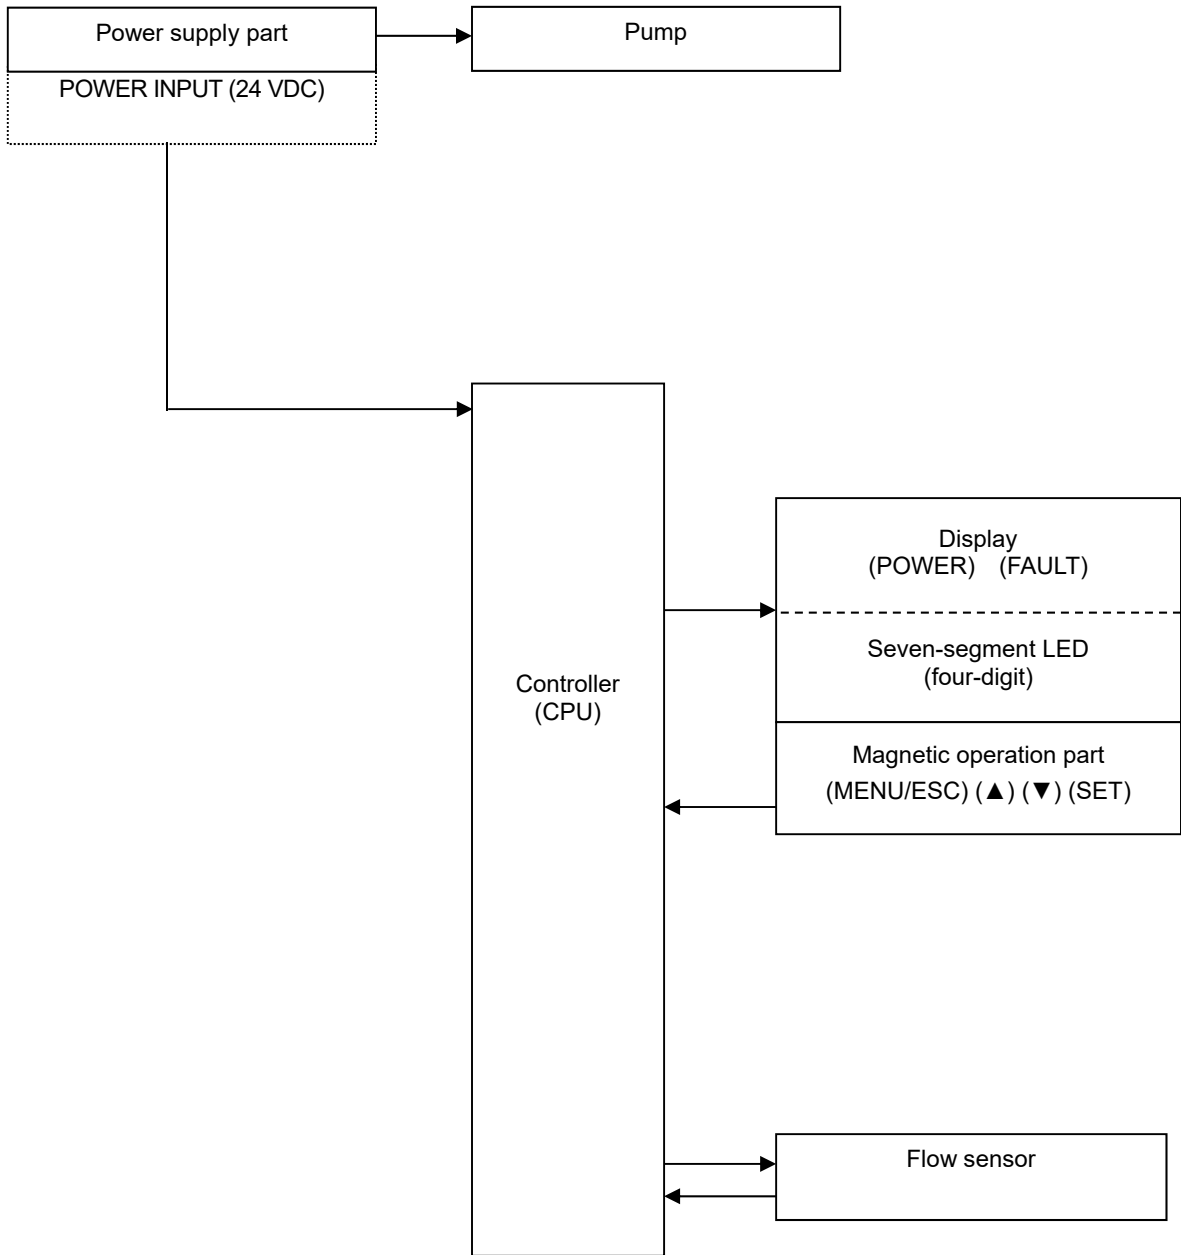 Power supply part
Pump
POWER INPUT (24 VDC)
Display
(POWER) (FAULT)
Seven-segment LED
(four-digit)
Controller
(CPU)
Magnetic operation part
(MENU/ESC) (▲) (▼) (SET)
Flow sensor